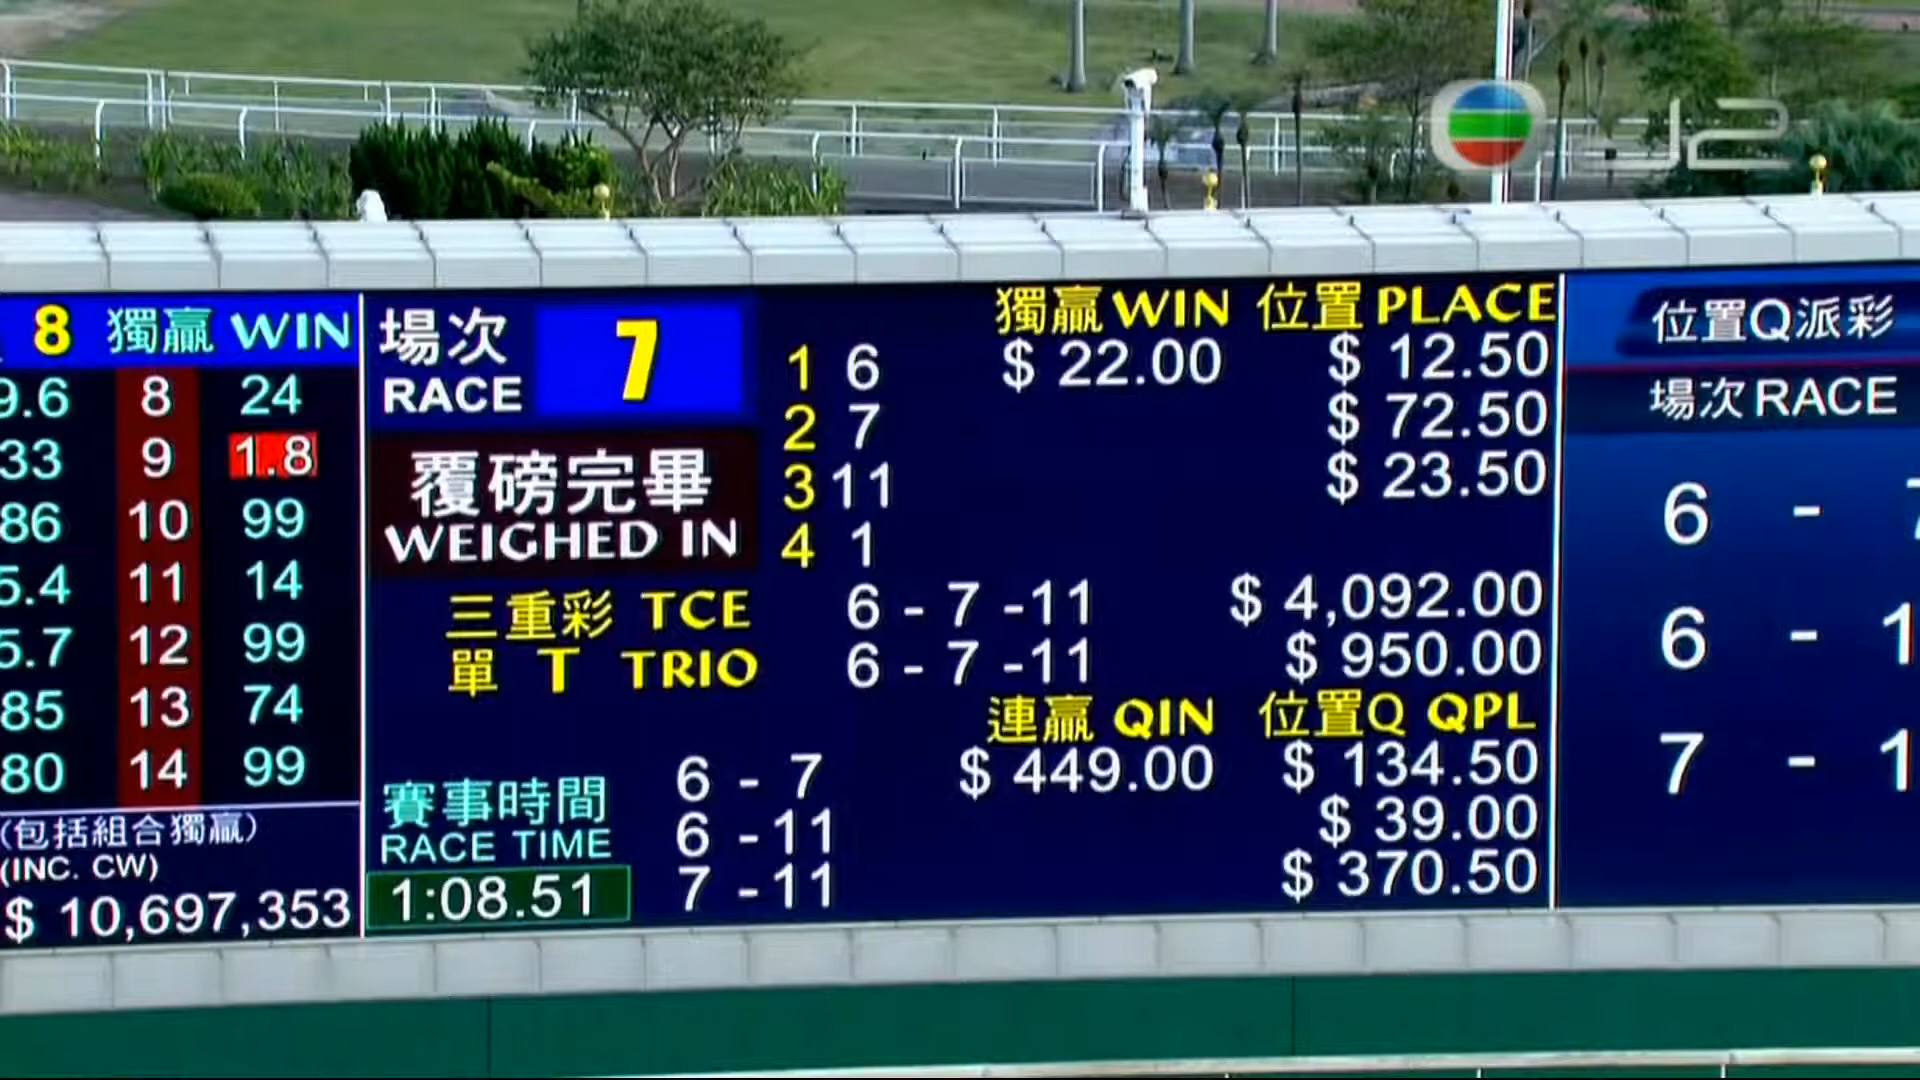 J2
8 獨贏 WIN
9.6 8 24
33 9 1.8
86 10 99
5.4 11 14
5.7 12 99
85 13 74
80 14 99
(包括組合獨贏)
(INC. CW)
$ 10,697,353
場次
RACE
7
覆磅完畢
WEIGHED IN
獨贏 WIN 位置 PLACE
1 6 $ 22.00 $ 12.50
2 7 $ 72.50
3 11 $ 23.50
4 1
三重彩 TCE 6 - 7 -11 $ 4,092.00
單 T TRIO 6 - 7 -11 $ 950.00
連贏 QIN 位置Q QPL
6 - 7 $ 449.00 $ 134.50
6 -11 $ 39.00
7 -11 $ 370.50
賽事時間
RACE TIME
1:08.51
位置Q派彩
場次 RACE
6 - 7
6 - 1
7 - 1